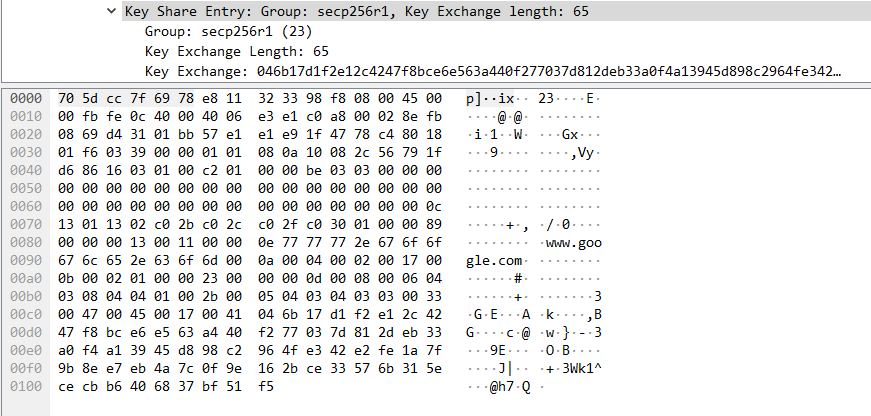 Key Share Entry: Group: secp256r1, Key Exchange length: 65
Group: secp256r1 (23)
Key Exchange Length: 65
Key Exchange: 046b17d1f2e12c4247f8bce6e563a440f277037d812deb33a0f4a13945d898c2964fe342…
0000 70 5d cc 7f 69 78 e8 11 32 33 98 f8 08 00 45 00 p]··ix·· 23····E·
0010 00 fb fe 0c 40 00 40 06 e3 e1 c0 a8 00 02 8e fb ····@·@· ········
0020 08 69 d4 31 01 bb 57 e1 e1 e9 1f 47 78 c4 80 18 ·i·1··W· ···Gx···
0030 01 f6 03 39 00 00 01 01 08 0a 10 08 2c 56 79 1f ···9···· ····,Vy·
0040 d6 86 16 03 01 00 c2 01 00 00 be 03 03 00 00 00 ········ ········
0050 00 00 00 00 00 00 00 00 00 00 00 00 00 00 00 00 ········ ········
0060 00 00 00 00 00 00 00 00 00 00 00 00 00 00 00 0c ········ ········
0070 13 01 13 02 c0 2b c0 2c c0 2f c0 30 01 00 00 89 ·····+·, ·/·0····
0080 00 00 00 13 00 11 00 00 0e 77 77 77 2e 67 6f 6f ········ ·www.goo
0090 67 6c 65 2e 63 6f 6d 00 0a 00 04 00 02 00 17 00 gle.com· ········
00a0 0b 00 02 01 00 00 23 00 00 00 0d 00 08 00 06 04 ······#· ········
00b0 03 08 04 04 01 00 2b 00 05 04 03 04 03 03 00 33 ······+· ·······3
00c0 00 47 00 45 00 17 00 41 04 6b 17 d1 f2 e1 2c 42 ·G·E···A ·k····,B
00d0 47 f8 bc e6 e5 63 a4 40 f2 77 03 7d 81 2d eb 33 G····c·@ ·w·}·-·3
00e0 a0 f4 a1 39 45 d8 98 c2 96 4f e3 42 e2 fe 1a 7f ···9E··· ·O·B····
00f0 9b 8e e7 eb 4a 7c 0f 9e 16 2b ce 33 57 6b 31 5e ····J|·· ·+·3Wk1^
0100 ce cb b6 40 68 37 bf 51 f5 ···@h7·Q ·